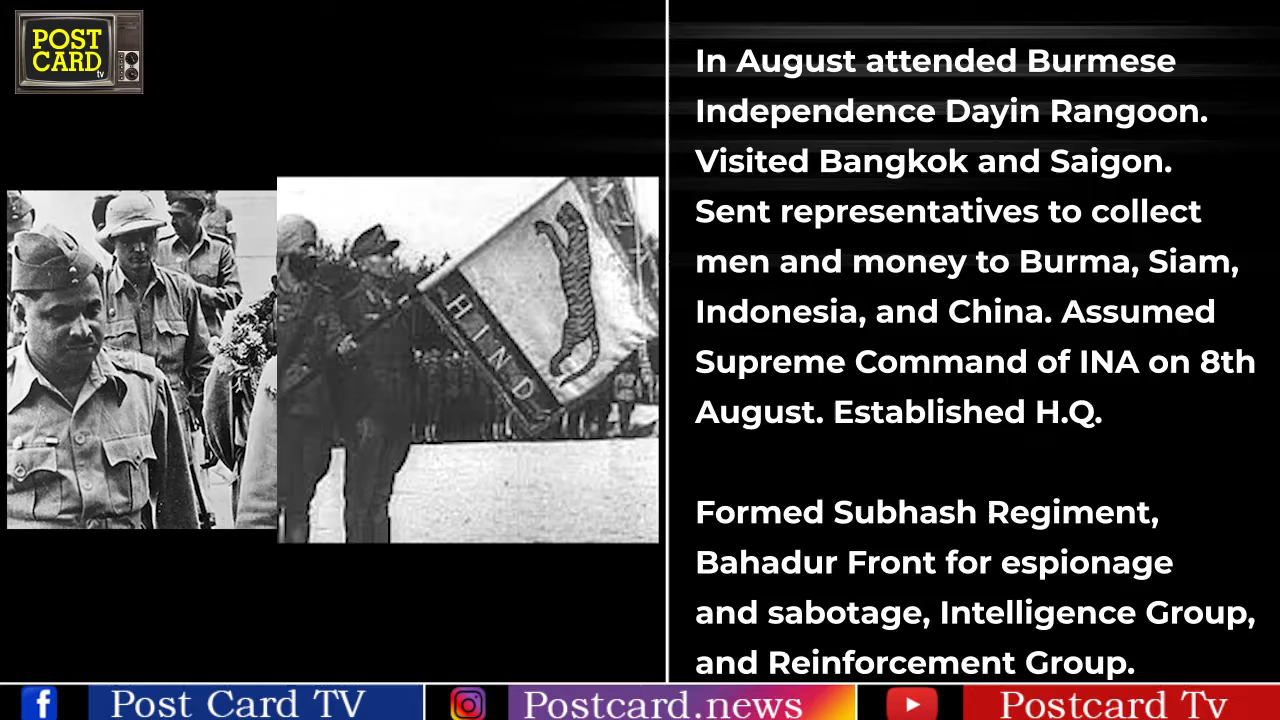 POST
CARD
tv
HIND
In August attended Burmese
Independence Dayin Rangoon.
Visited Bangkok and Saigon.
Sent representatives to collect
men and money to Burma, Siam,
Indonesia, and China. Assumed
Supreme Command of INA on 8th
August. Established H.Q.
Formed Subhash Regiment,
Bahadur Front for espionage
and sabotage, Intelligence Group,
and Reinforcement Group.
Post Card TV
Postcard.news
Postcard Tv